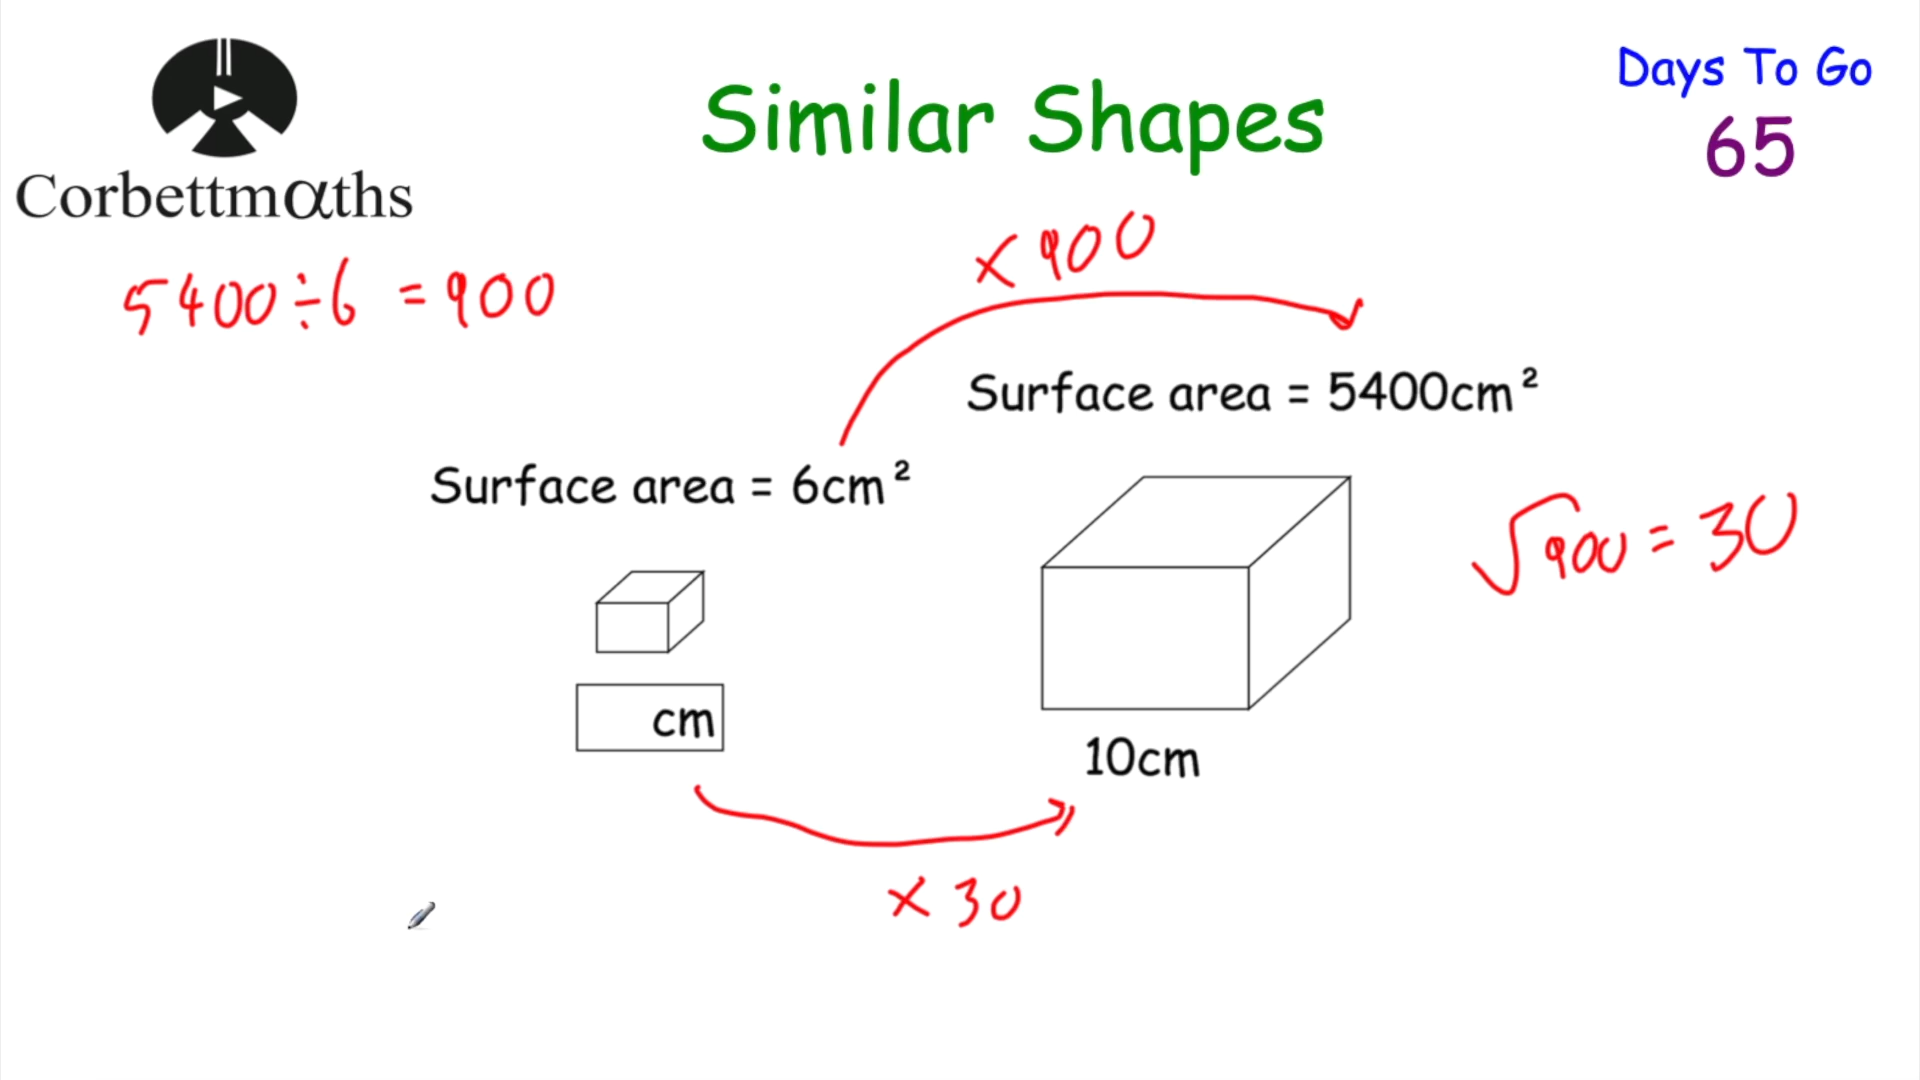 Corbettmαths
Similar Shapes
Days To Go
65
5400÷6 = 900
×900
Surface area = 5400cm²
Surface area = 6cm²
√900 = 30
cm
10cm
×30